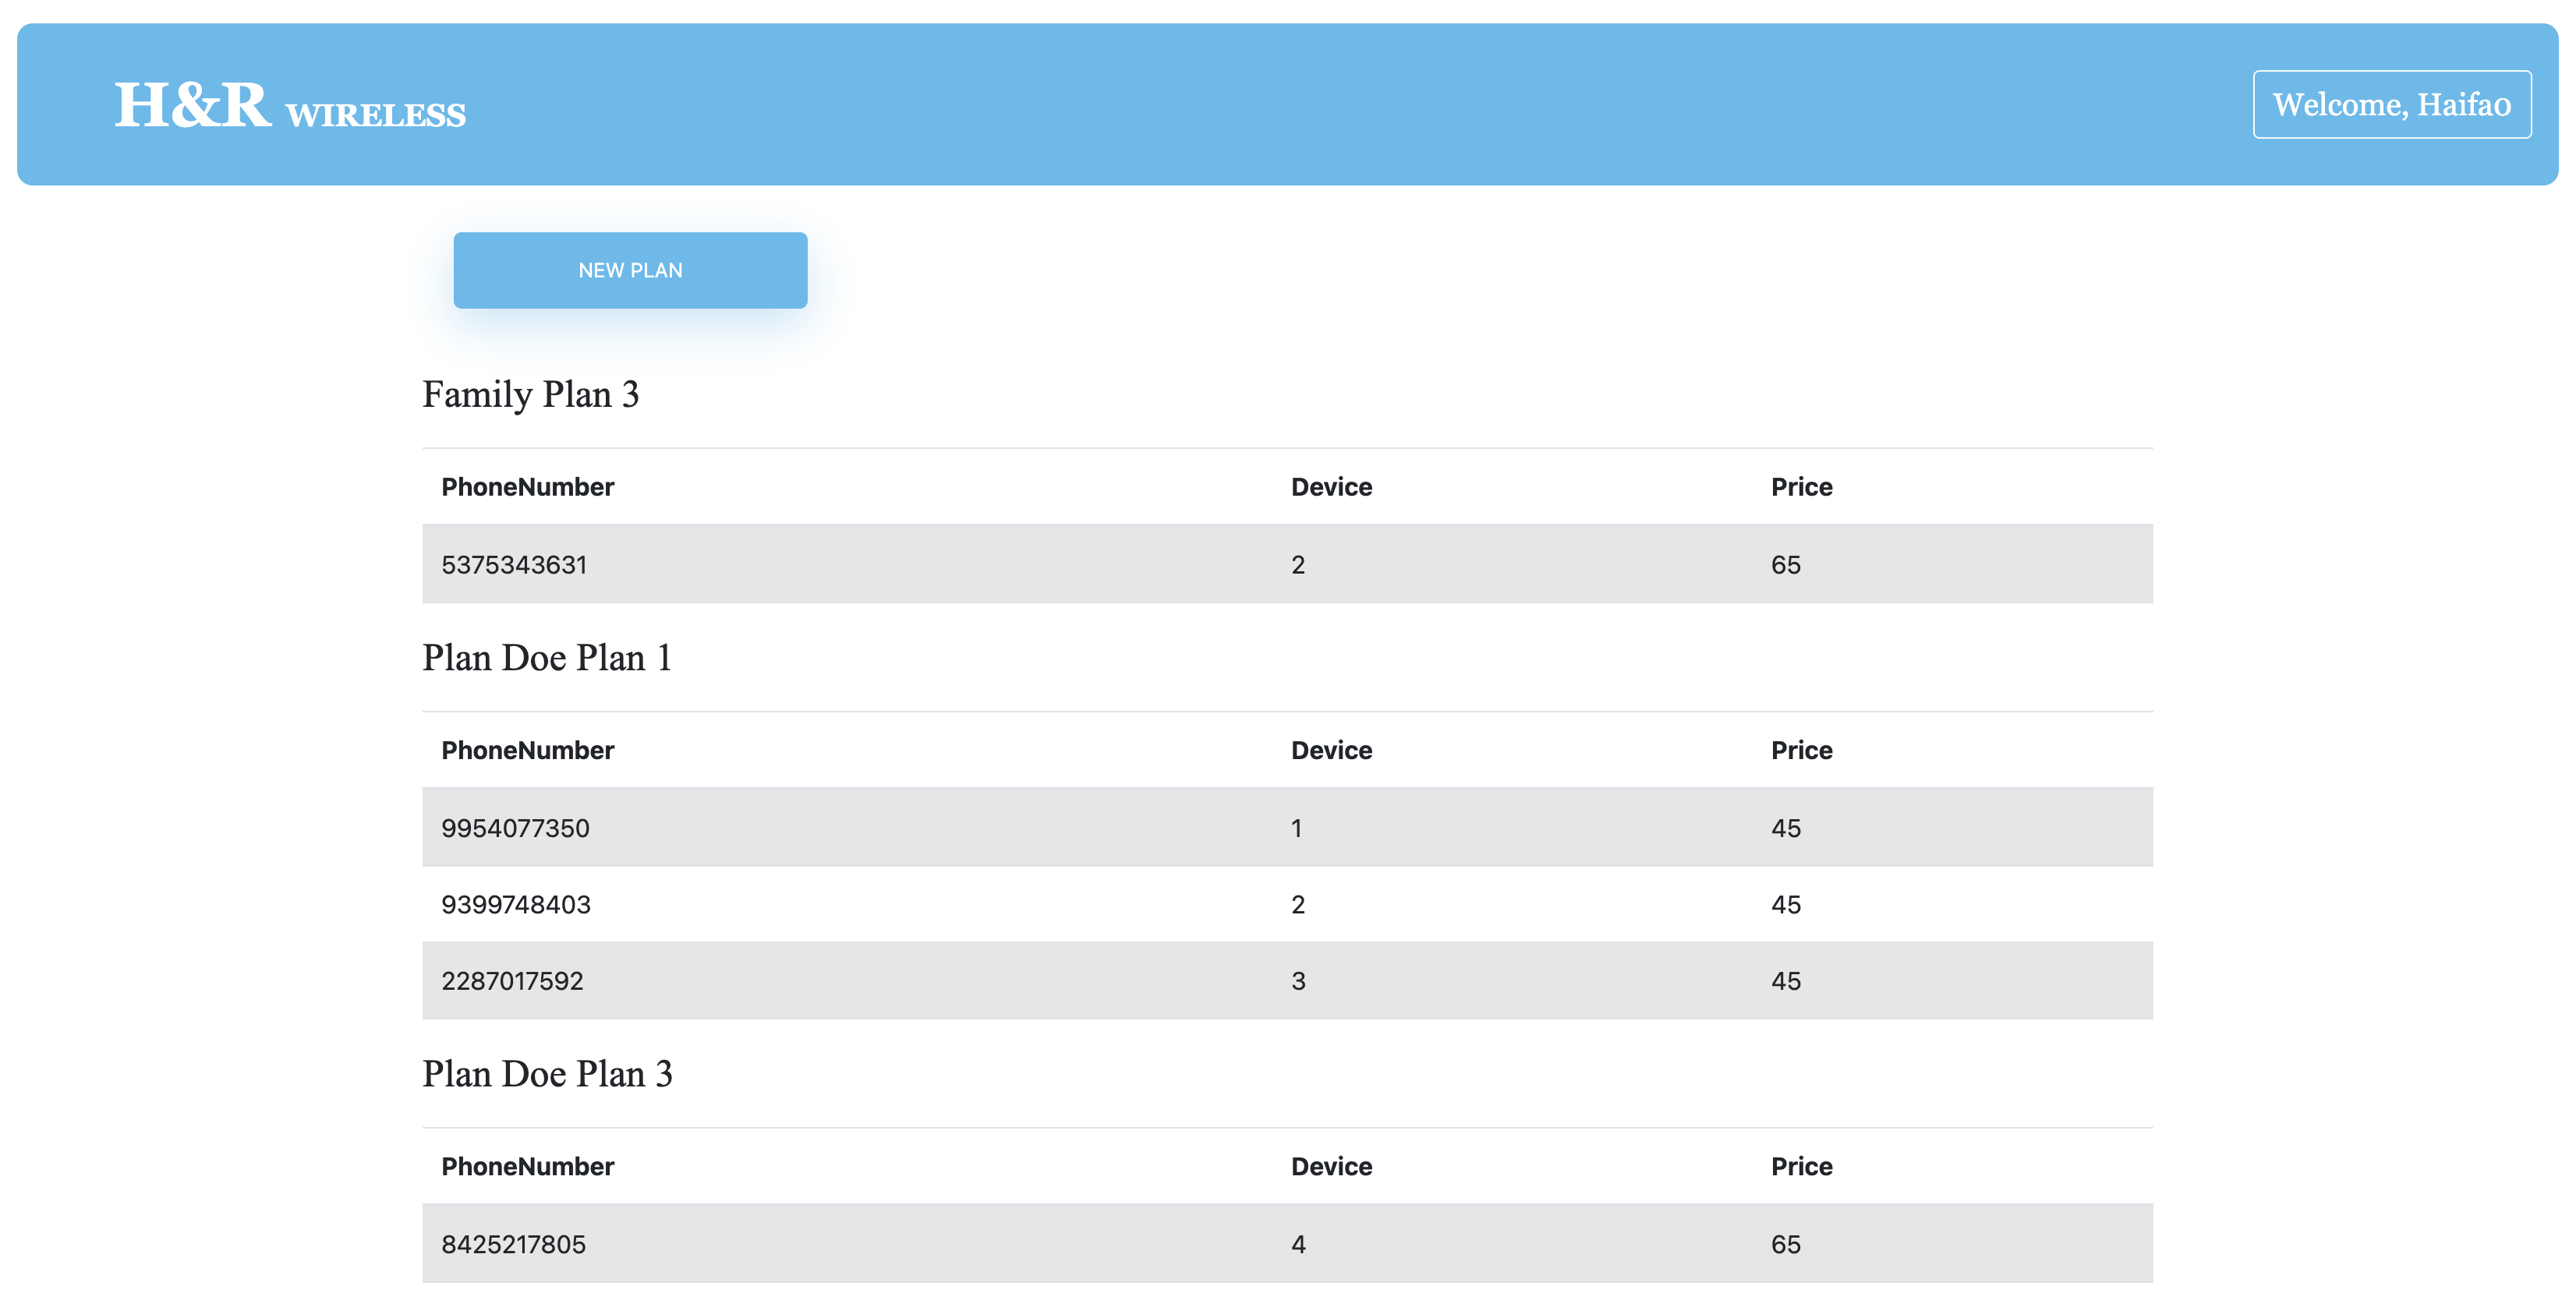 H&R WIRELESS
Welcome, Haifa0
NEW PLAN
Family Plan 3
PhoneNumber Device Price
5375343631 2 65
Plan Doe Plan 1
PhoneNumber Device Price
9954077350 1 45
9399748403 2 45
2287017592 3 45
Plan Doe Plan 3
PhoneNumber Device Price
8425217805 4 65